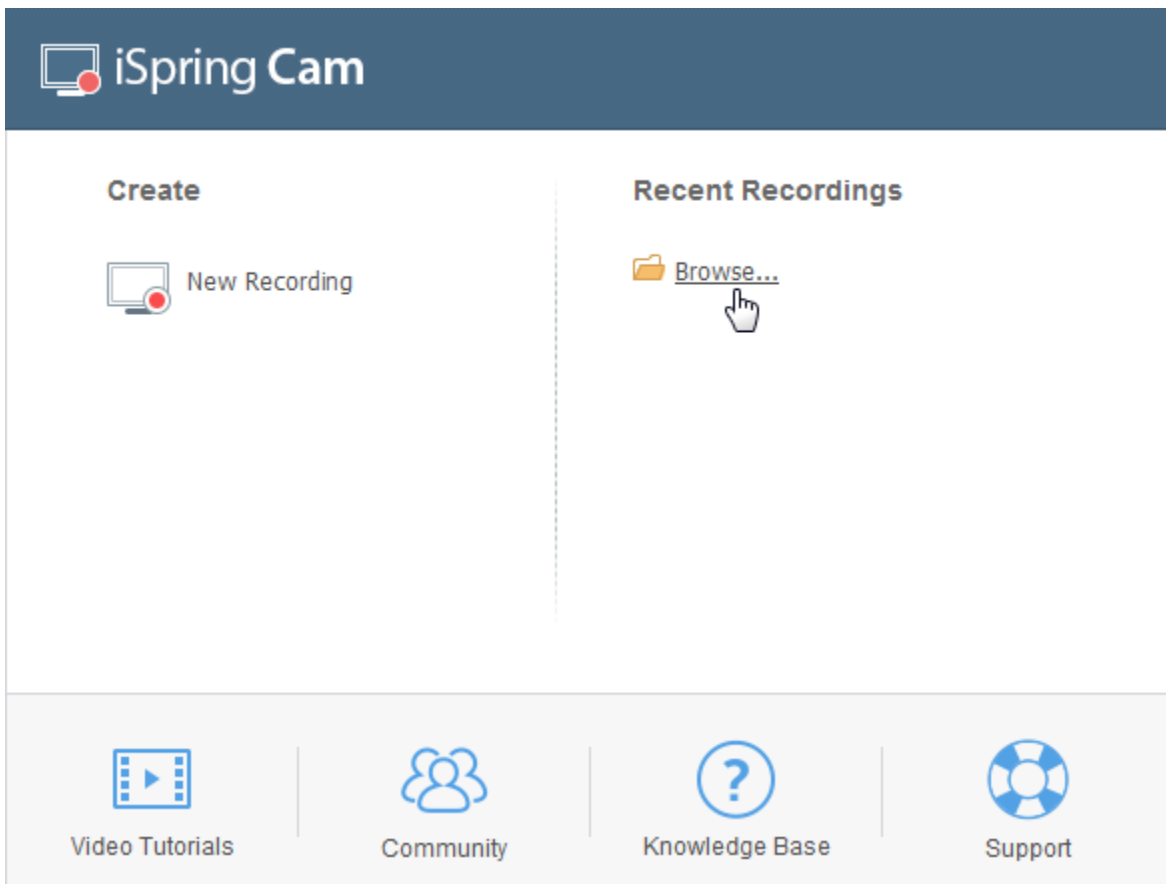 iSpring Cam
Create
New Recording
Recent Recordings
Browse...
?
Video Tutorials
Community
Knowledge Base
Support